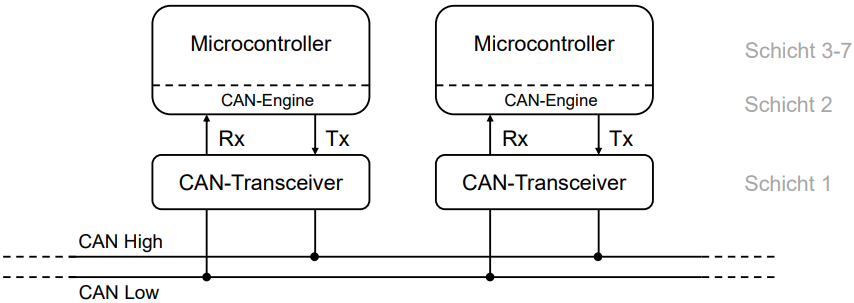 Microcontroller
Microcontroller
Schicht 3-7
CAN-Engine
CAN-Engine
Schicht 2
Rx
Tx
Rx
Tx
CAN-Transceiver
CAN-Transceiver
Schicht 1
CAN High
CAN Low